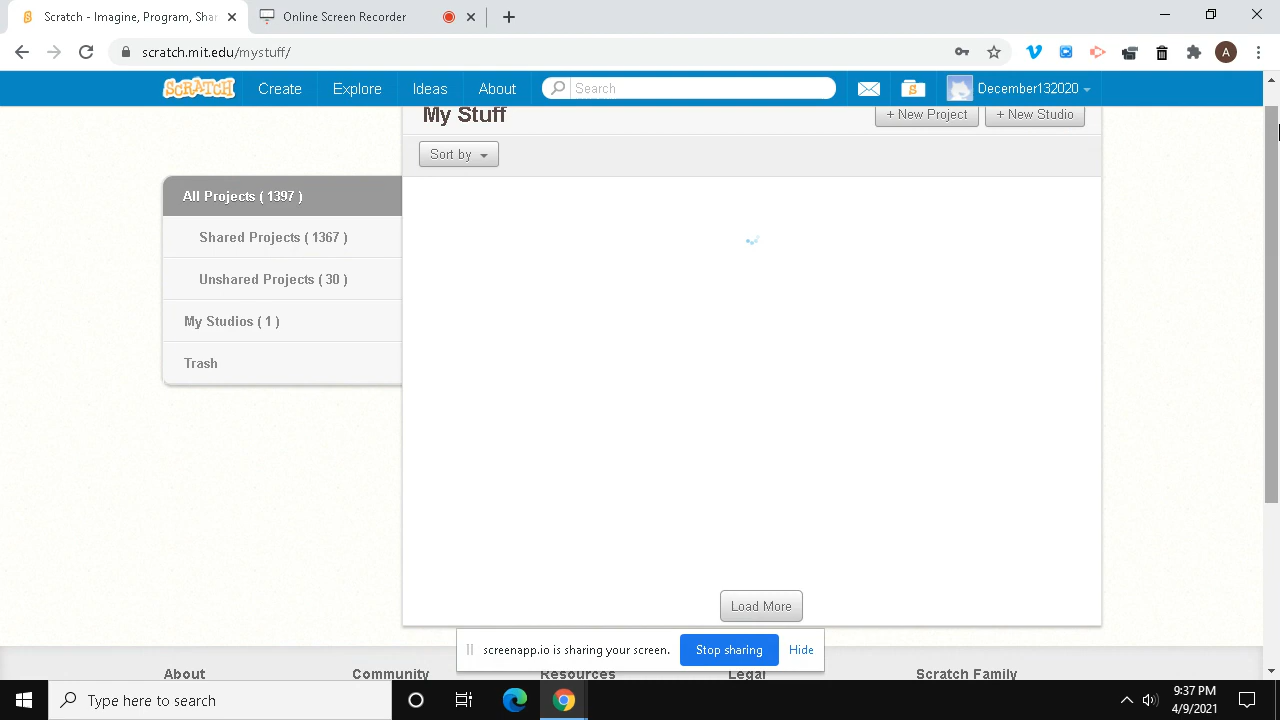 Scratch - Imagine, Program, Shar
Online Screen Recorder
scratch.mit.edu/mystuff/
A
SCRATCH
Create
Explore
Ideas
About
Search
December132020
My Stuff
+ New Project
+ New Studio
Sort by
All Projects ( 1397 )
Shared Projects ( 1367 )
Unshared Projects ( 30 )
My Studios ( 1 )
Trash
Load More
screenapp.io is sharing your screen.
Stop sharing
Hide
About
Community
Resources
Legal
Scratch Family
Type here to search
9:37 PM
4/9/2021